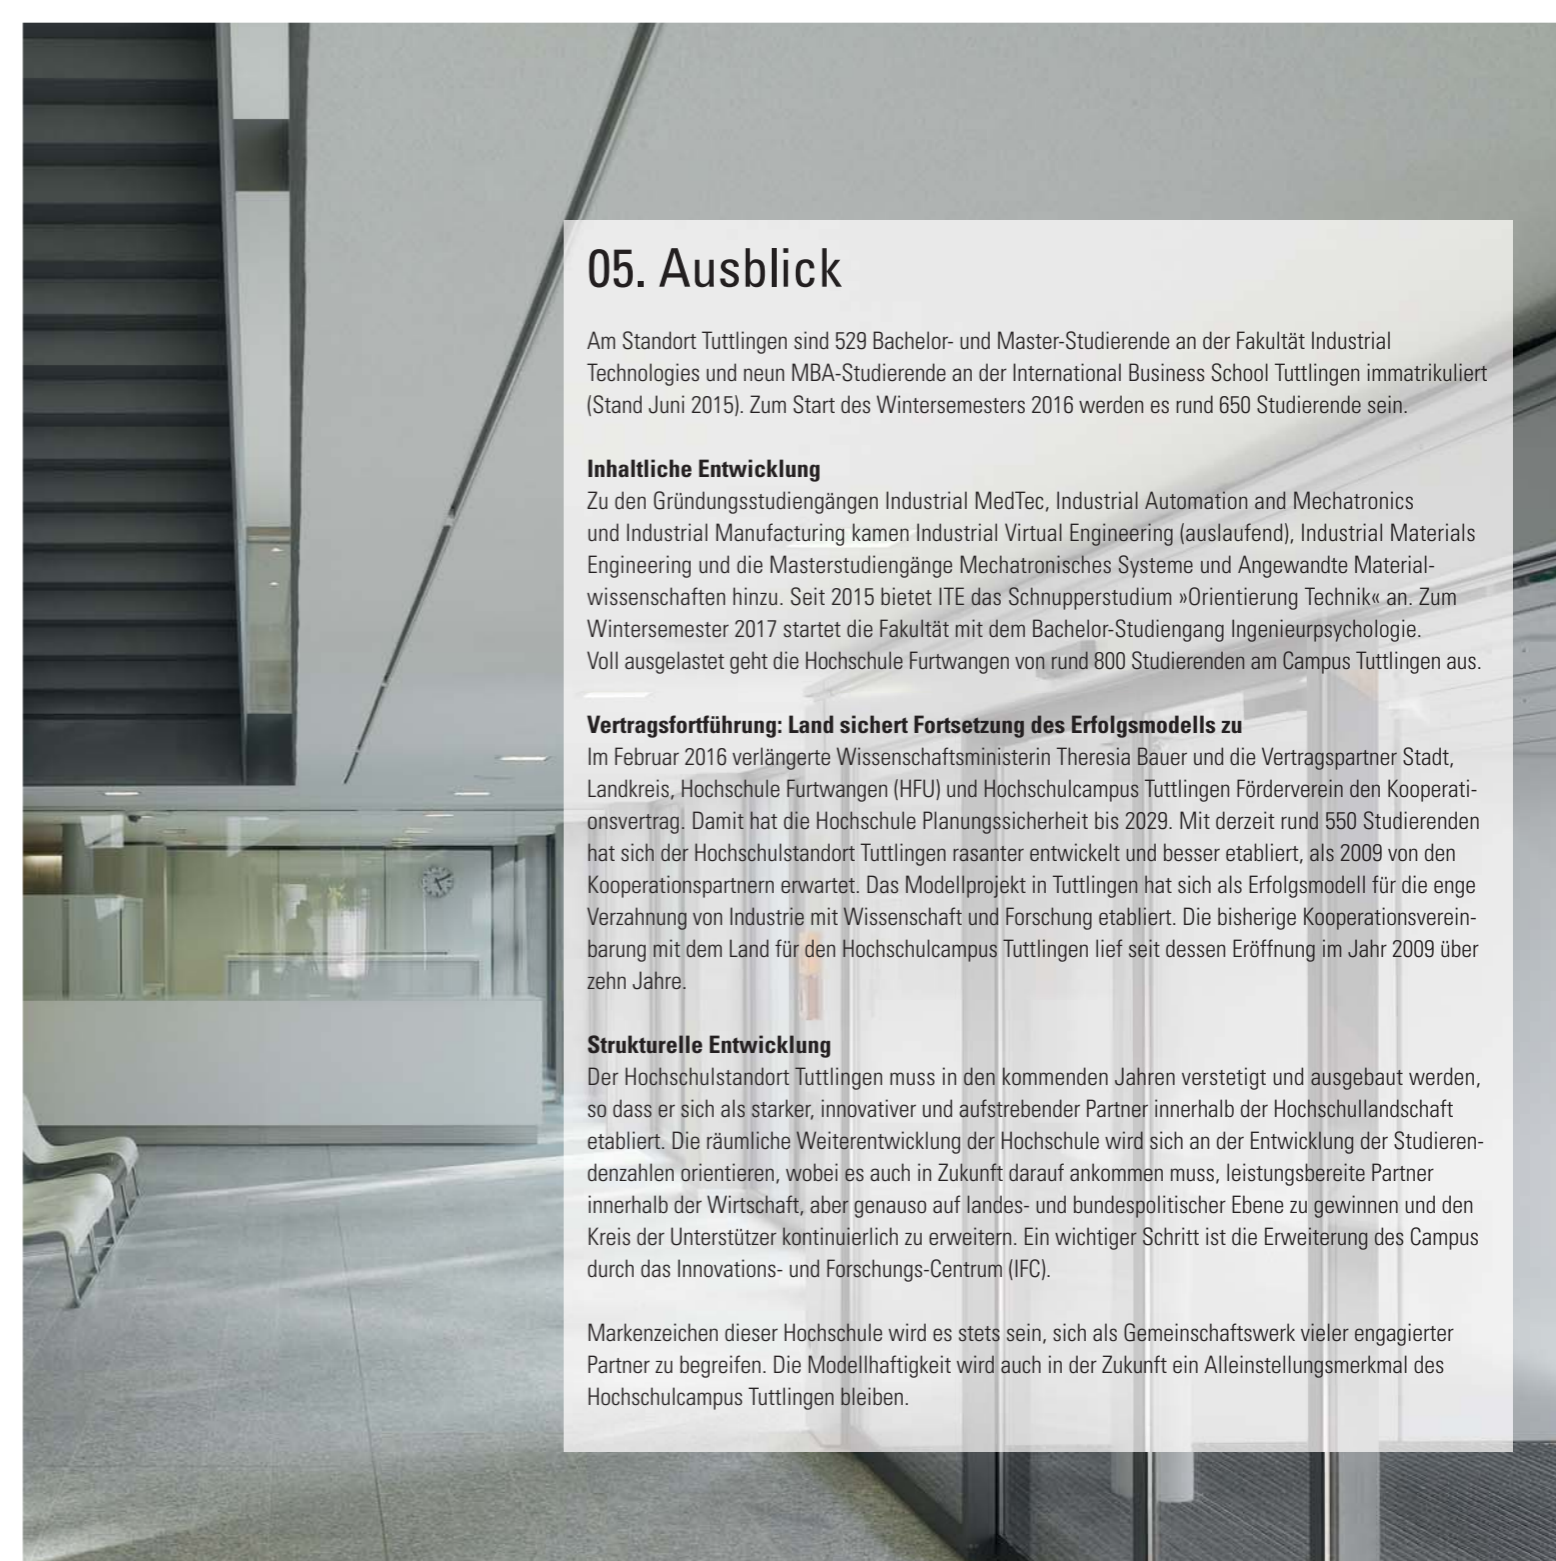 05. Ausblick
Am Standort Tuttlingen sind 529 Bachelor- und Master-Studierende an der Fakultät Industrial
Technologies und neun MBA-Studierende an der International Business School Tuttlingen immatrikuliert
(Stand Juni 2015). Zum Start des Wintersemesters 2016 werden es rund 650 Studierende sein.
Inhaltliche Entwicklung
Zu den Gründungsstudiengängen Industrial MedTec, Industrial Automation and Mechatronics
und Industrial Manufacturing kamen Industrial Virtual Engineering (auslaufend), Industrial Materials
Engineering und die Masterstudiengänge Mechatronisches Systeme und Angewandte Material-
wissenschaften hinzu. Seit 2015 bietet ITE das Schnupperstudium »Orientierung Technik« an. Zum
Wintersemester 2017 startet die Fakultät mit dem Bachelor-Studiengang Ingenieurpsychologie.
Voll ausgelastet geht die Hochschule Furtwangen von rund 800 Studierenden am Campus Tuttlingen aus.
Vertragsfortführung: Land sichert Fortsetzung des Erfolgsmodells zu
Im Februar 2016 verlängerte Wissenschaftsministerin Theresia Bauer und die Vertragspartner Stadt,
Landkreis, Hochschule Furtwangen (HFU) und Hochschulcampus Tuttlingen Förderverein den Kooperati-
onsvertrag. Damit hat die Hochschule Planungssicherheit bis 2029. Mit derzeit rund 550 Studierenden
hat sich der Hochschulstandort Tuttlingen rasanter entwickelt und besser etabliert, als 2009 von den
Kooperationspartnern erwartet. Das Modellprojekt in Tuttlingen hat sich als Erfolgsmodell für die enge
Verzahnung von Industrie mit Wissenschaft und Forschung etabliert. Die bisherige Kooperationsverein-
barung mit dem Land für den Hochschulcampus Tuttlingen lief seit dessen Eröffnung im Jahr 2009 über
zehn Jahre.
Strukturelle Entwicklung
Der Hochschulstandort Tuttlingen muss in den kommenden Jahren verstetigt und ausgebaut werden,
so dass er sich als starker, innovativer und aufstrebender Partner innerhalb der Hochschullandschaft
etabliert. Die räumliche Weiterentwicklung der Hochschule wird sich an der Entwicklung der Studieren-
denzahlen orientieren, wobei es auch in Zukunft darauf ankommen muss, leistungsbereite Partner
innerhalb der Wirtschaft, aber genauso auf landes- und bundespolitischer Ebene zu gewinnen und den
Kreis der Unterstützer kontinuierlich zu erweitern. Ein wichtiger Schritt ist die Erweiterung des Campus
durch das Innovations- und Forschungs-Centrum (IFC).
Markenzeichen dieser Hochschule wird es stets sein, sich als Gemeinschaftswerk vieler engagierter
Partner zu begreifen. Die Modellhaftigkeit wird auch in der Zukunft ein Alleinstellungsmerkmal des
Hochschulcampus Tuttlingen bleiben.